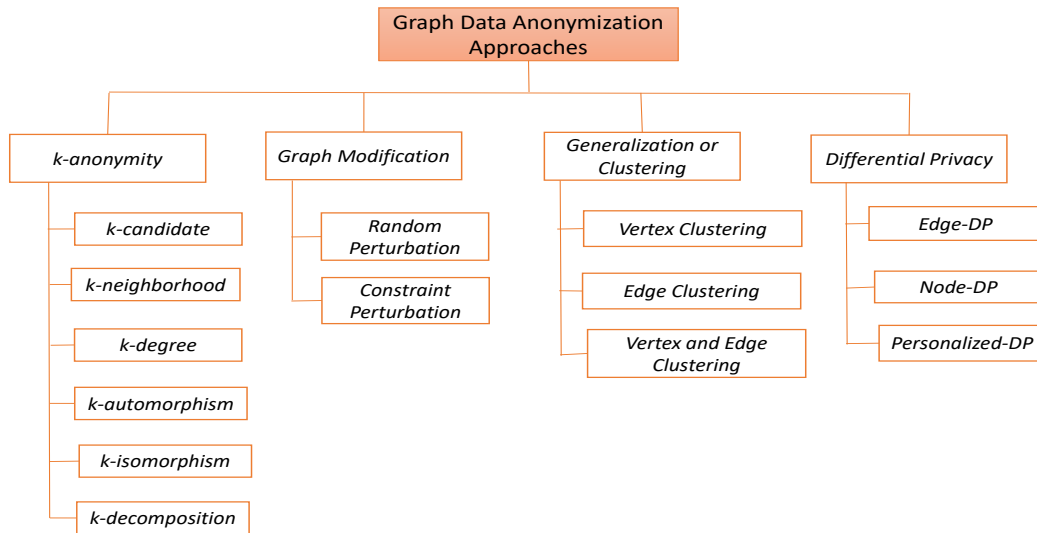 Graph Data Anonymization
Approaches
k-anonymity
Graph Modification
Generalization or
Clustering
Differential Privacy
k-candidate
k-neighborhood
k-degree
k-automorphism
k-isomorphism
k-decomposition
Random
Perturbation
Constraint
Perturbation
Vertex Clustering
Edge Clustering
Vertex and Edge
Clustering
Edge-DP
Node-DP
Personalized-DP